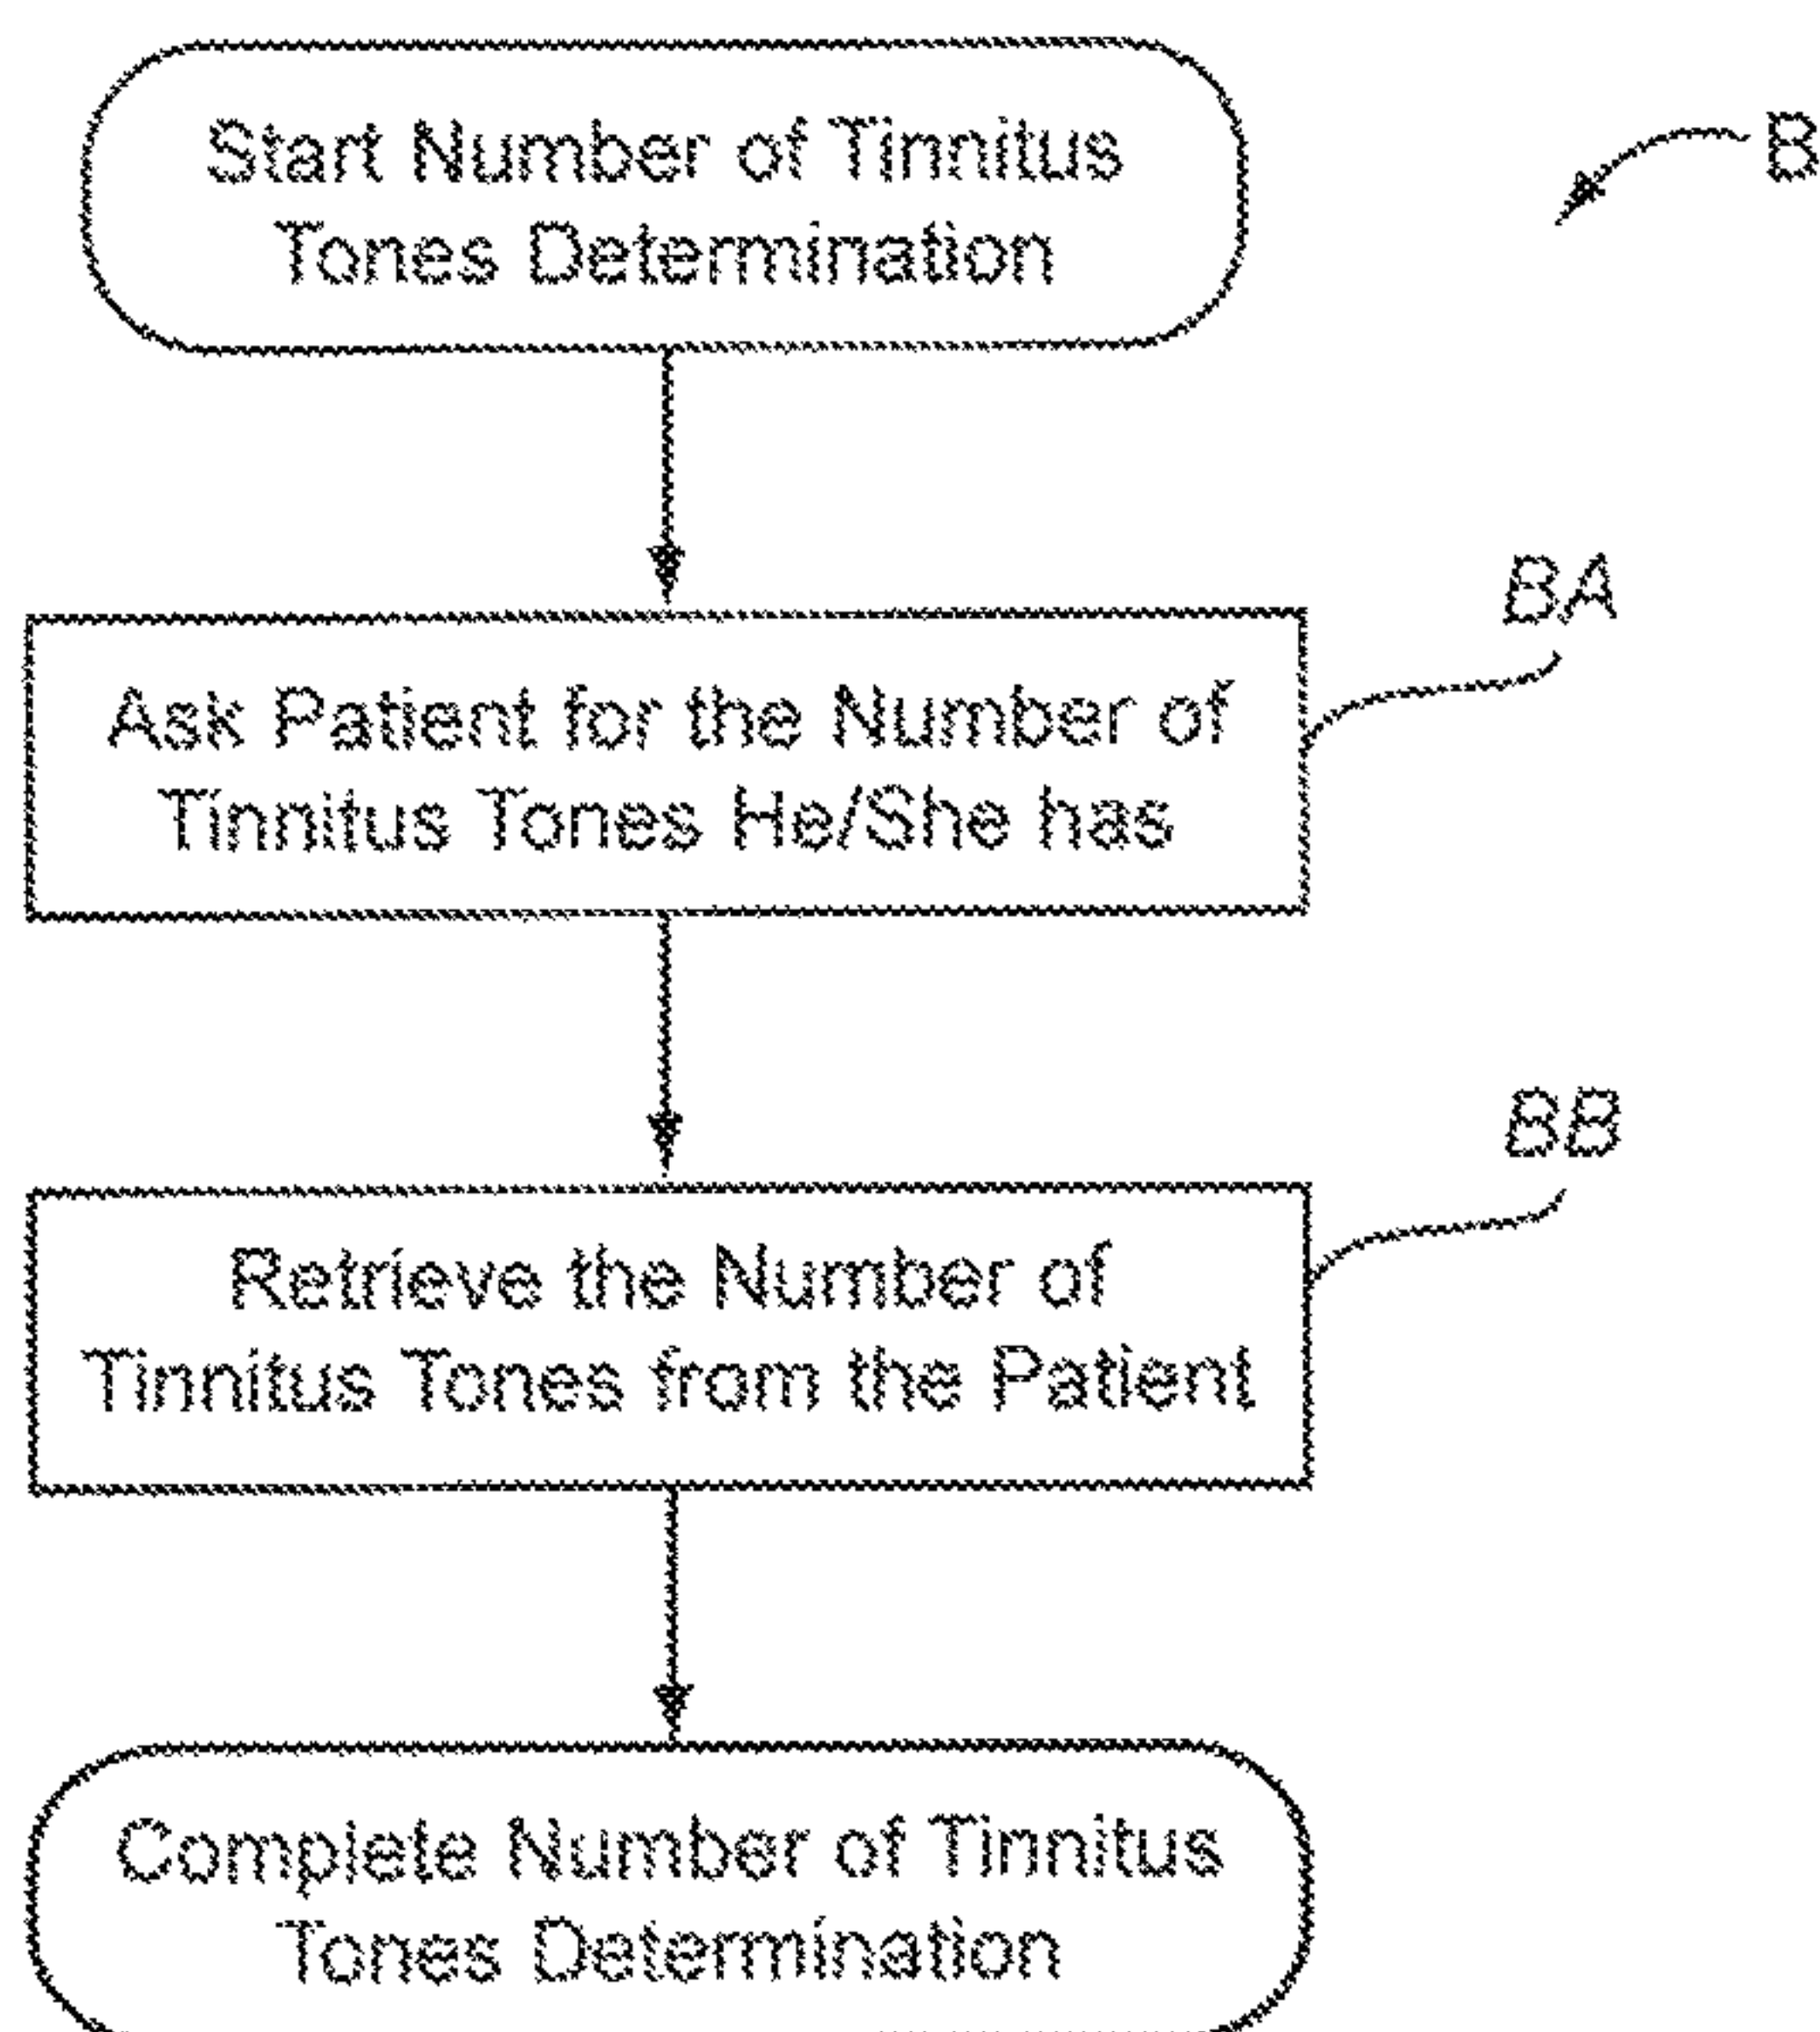 Start Number of Tinnitus
Tones Determination
B
BA
Ask Patient for the Number of
Tinnitus Tones He/She has
BB
Retrieve the Number of
Tinnitus Tones from the Patient
Complete Number of Tinnitus
Tones Determination